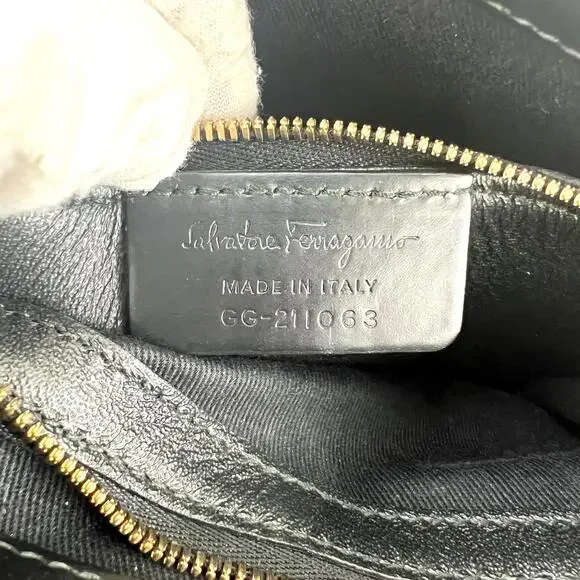 Salvatore Ferragamo
MADE IN ITALY
GG-211063